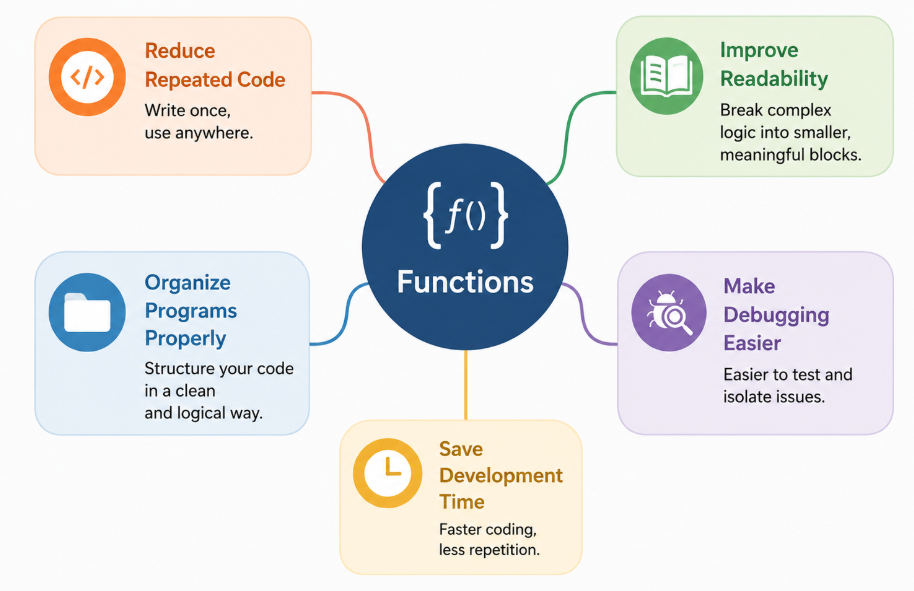 Reduce
Repeated Code
Write once,
use anywhere.
Improve
Readability
Break complex
logic into smaller,
meaningful blocks.
</>
{f()}
Functions
Organize
Programs
Properly
Structure your code
in a clean
and logical way.
Make
Debugging
Easier
Easier to test and
isolate issues.
Save
Development
Time
Faster coding,
less repetition.